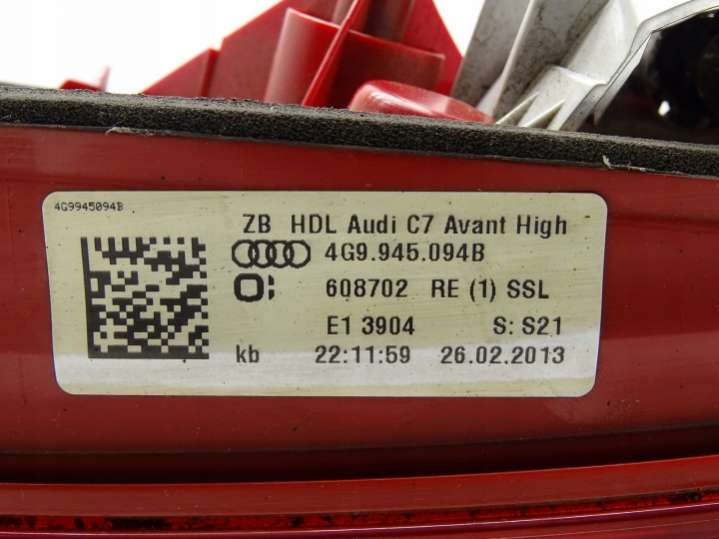 4G9945094B
ZB HDL Audi C7 Avant High
4G9.945.094B
608702 RE (1) SSL
E1 3904 S: S21
kb 22:11:59 26.02.2013